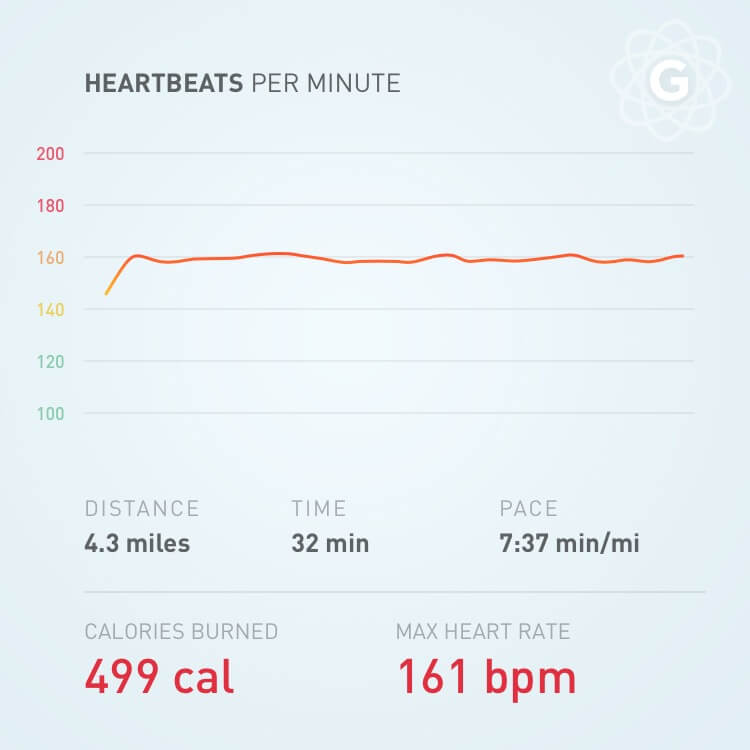 HEARTBEATS PER MINUTE
G
200
180
160
140
120
100
DISTANCE TIME PACE
4.3 miles 32 min 7:37 min/mi
CALORIES BURNED MAX HEART RATE
499 cal 161 bpm